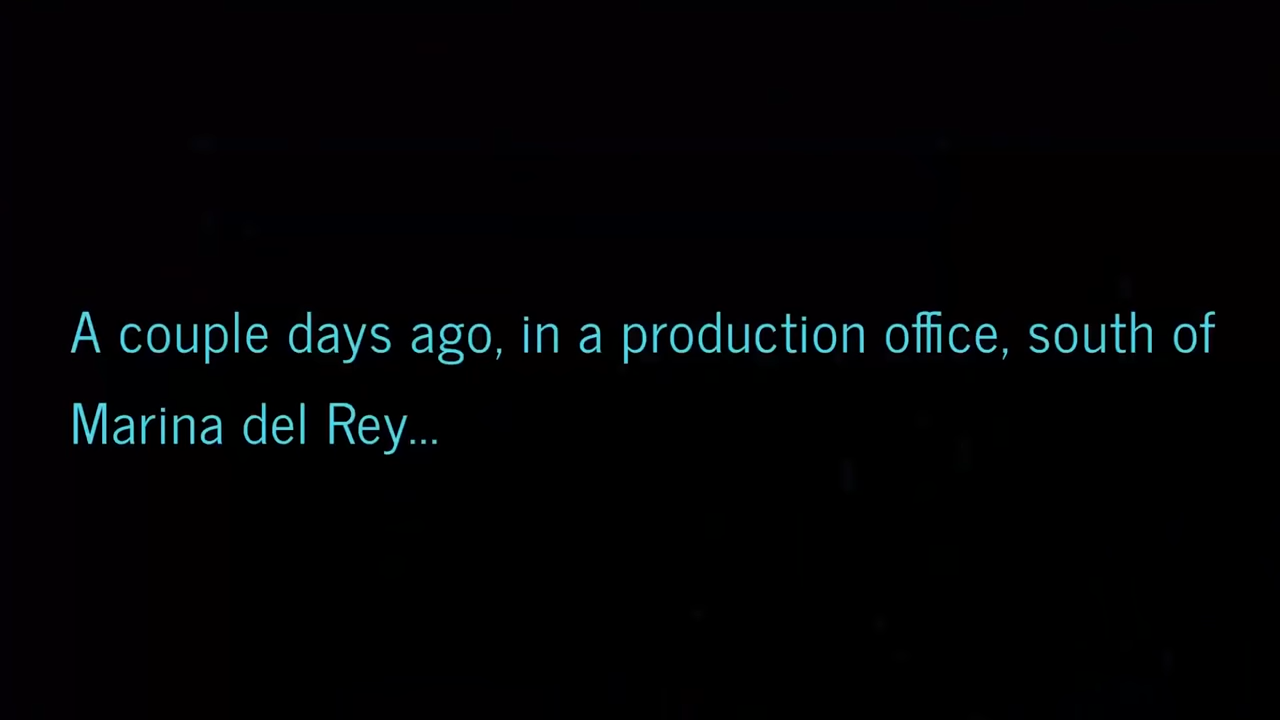 A couple days ago, in a production office, south of
Marina del Rey...